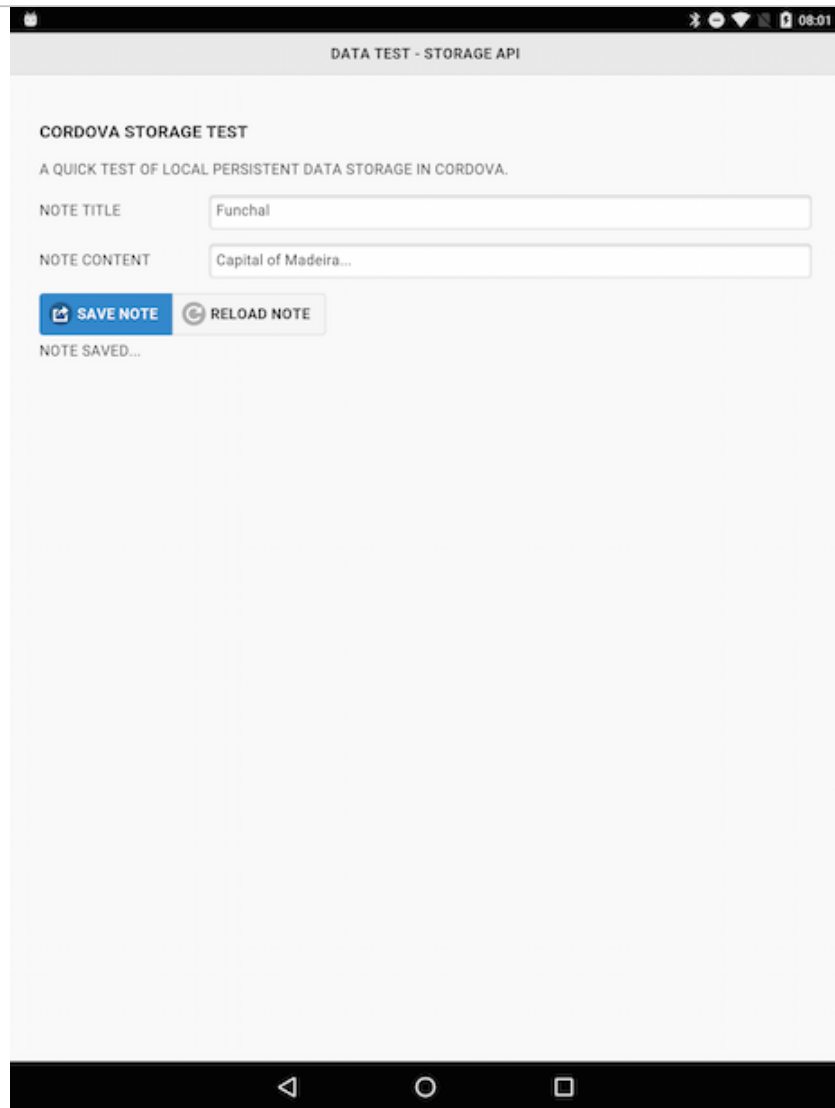 08:01
DATA TEST - STORAGE API
CORDOVA STORAGE TEST
A QUICK TEST OF LOCAL PERSISTENT DATA STORAGE IN CORDOVA.
NOTE TITLE Funchal
NOTE CONTENT Capital of Madeira...
SAVE NOTE RELOAD NOTE
NOTE SAVED...